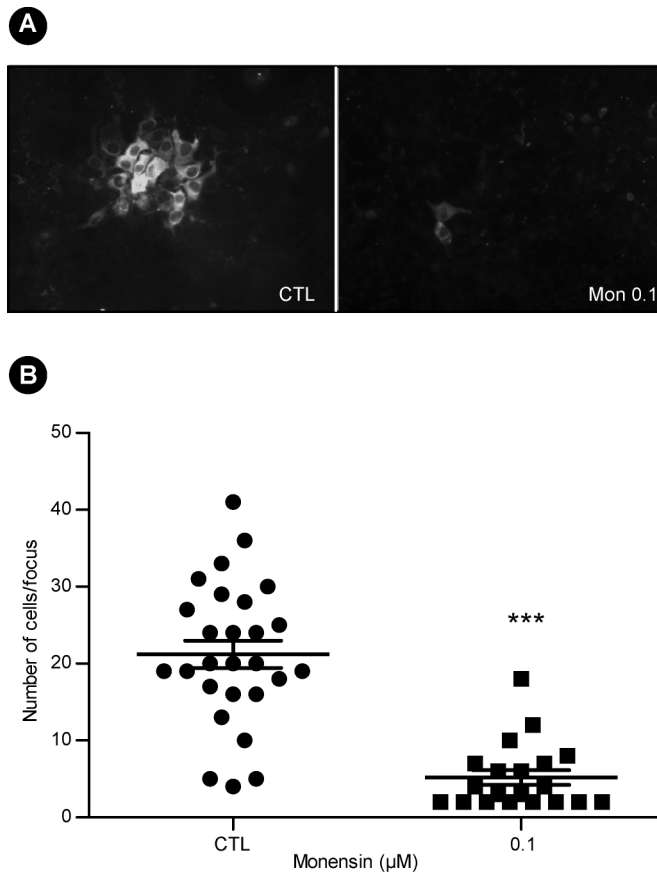 A
CTL
Mon 0.1
B
50
40
30
20
10
0
Number of cells/focus
***
CTL
0.1
Monensin (µM)